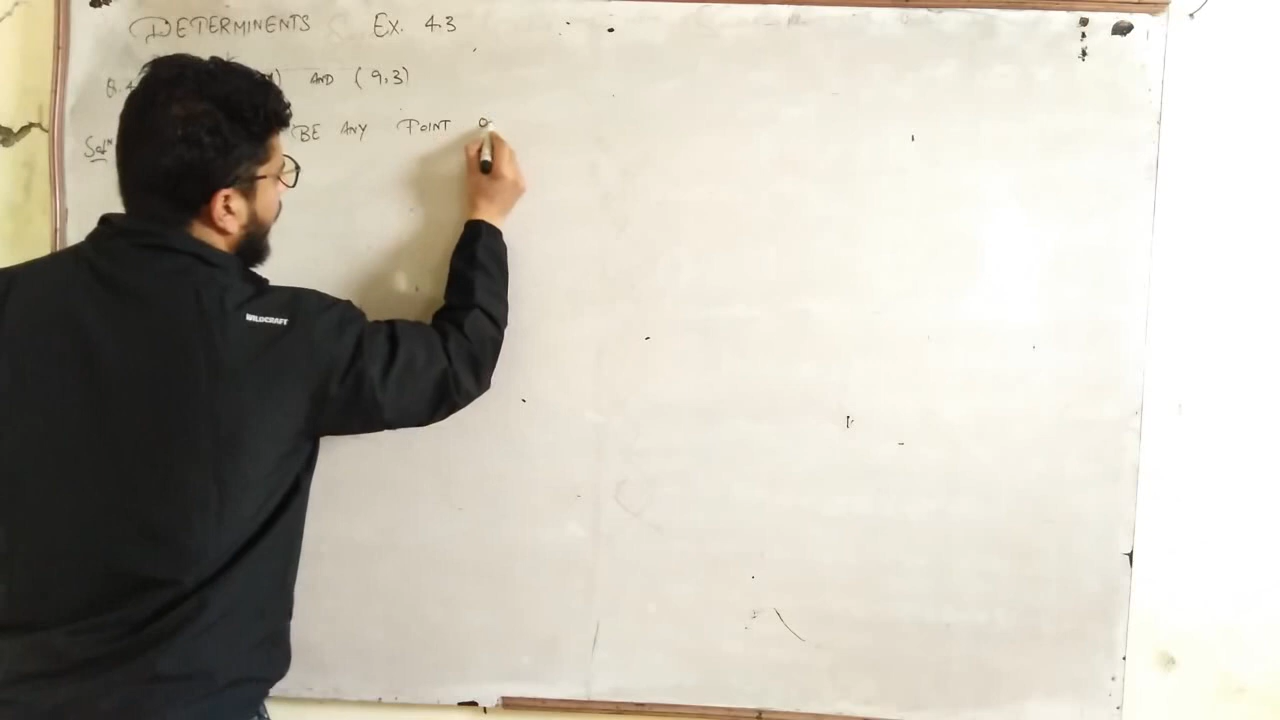 DETERMINENTS Ex. 4.3
Q.4 AND (9,3)
Solⁿ BE ANY POINT
WILDCRAFT